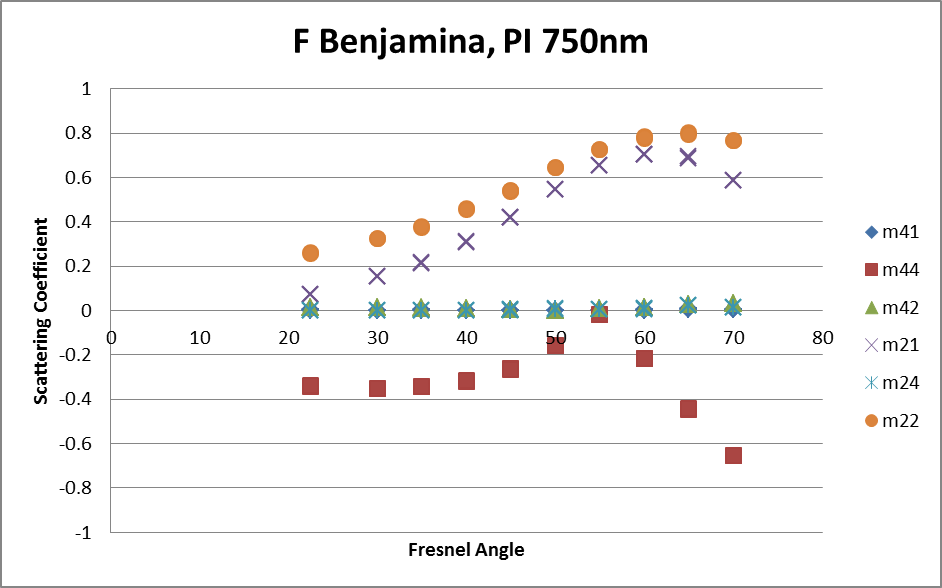 F Benjamina, PI 750nm
1
0.8
0.6
0.4
0.2
0
-0.2
-0.4
-0.6
-0.8
-1
0 10 20 30 40 50 60 70 80
Scattering Coefficient
Fresnel Angle
m41
m44
m42
m21
m24
m22